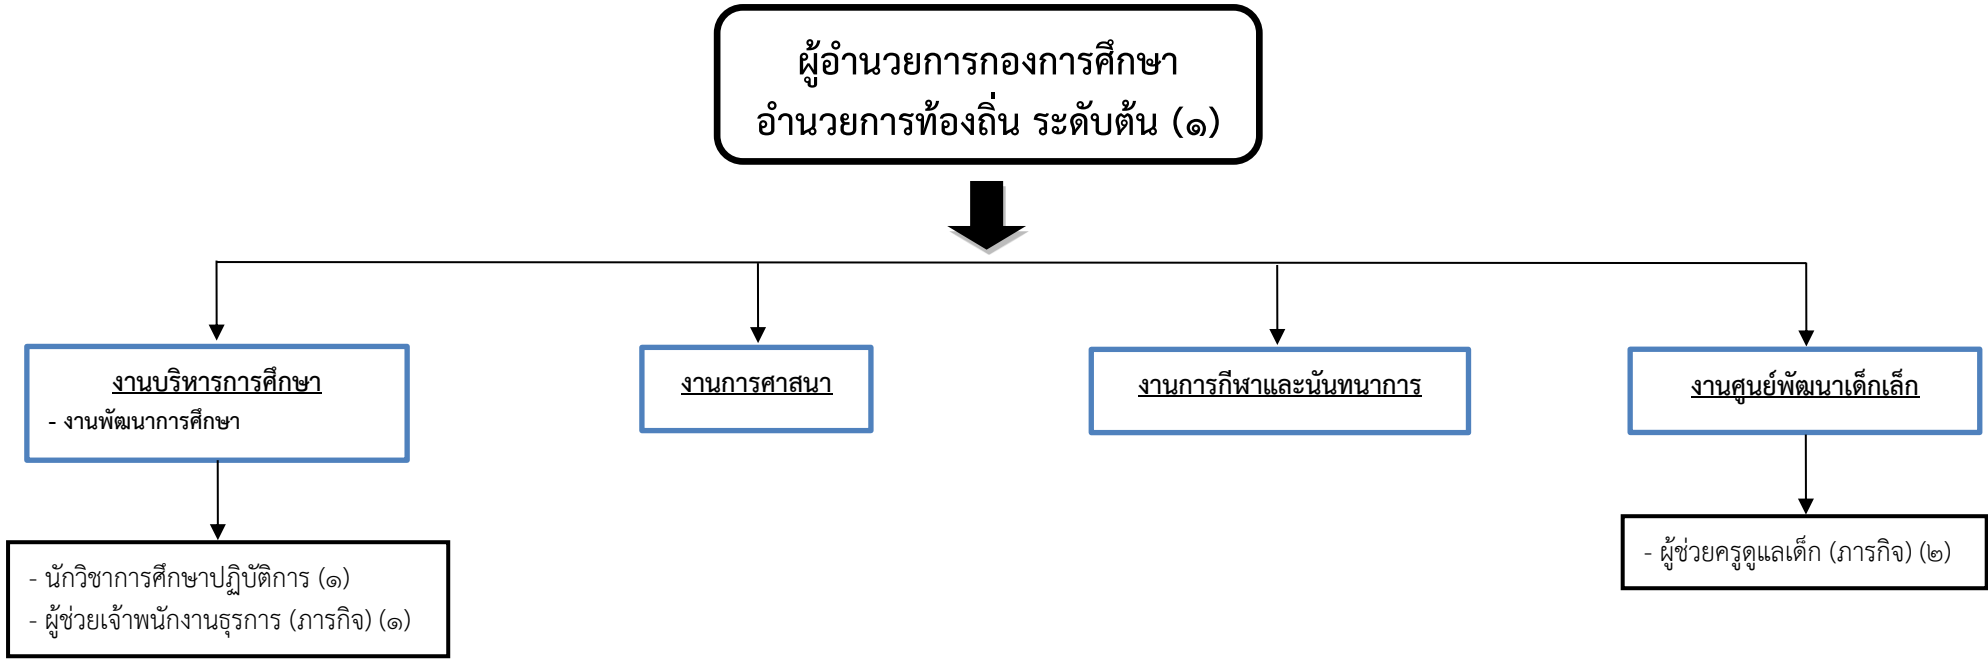 ผู้อำนวยการกองการศึกษา
อำนวยการท้องถิ่น ระดับต้น (๑)
งานบริหารการศึกษา
- งานพัฒนาการศึกษา
งานการศาสนา
งานการกีฬาและนันทนาการ
งานศูนย์พัฒนาเด็กเล็ก
- นักวิชาการศึกษาปฏิบัติการ (๑)
- ผู้ช่วยเจ้าพนักงานธุรการ (ภารกิจ) (๑)
- ผู้ช่วยครูดูแลเด็ก (ภารกิจ) (๒)